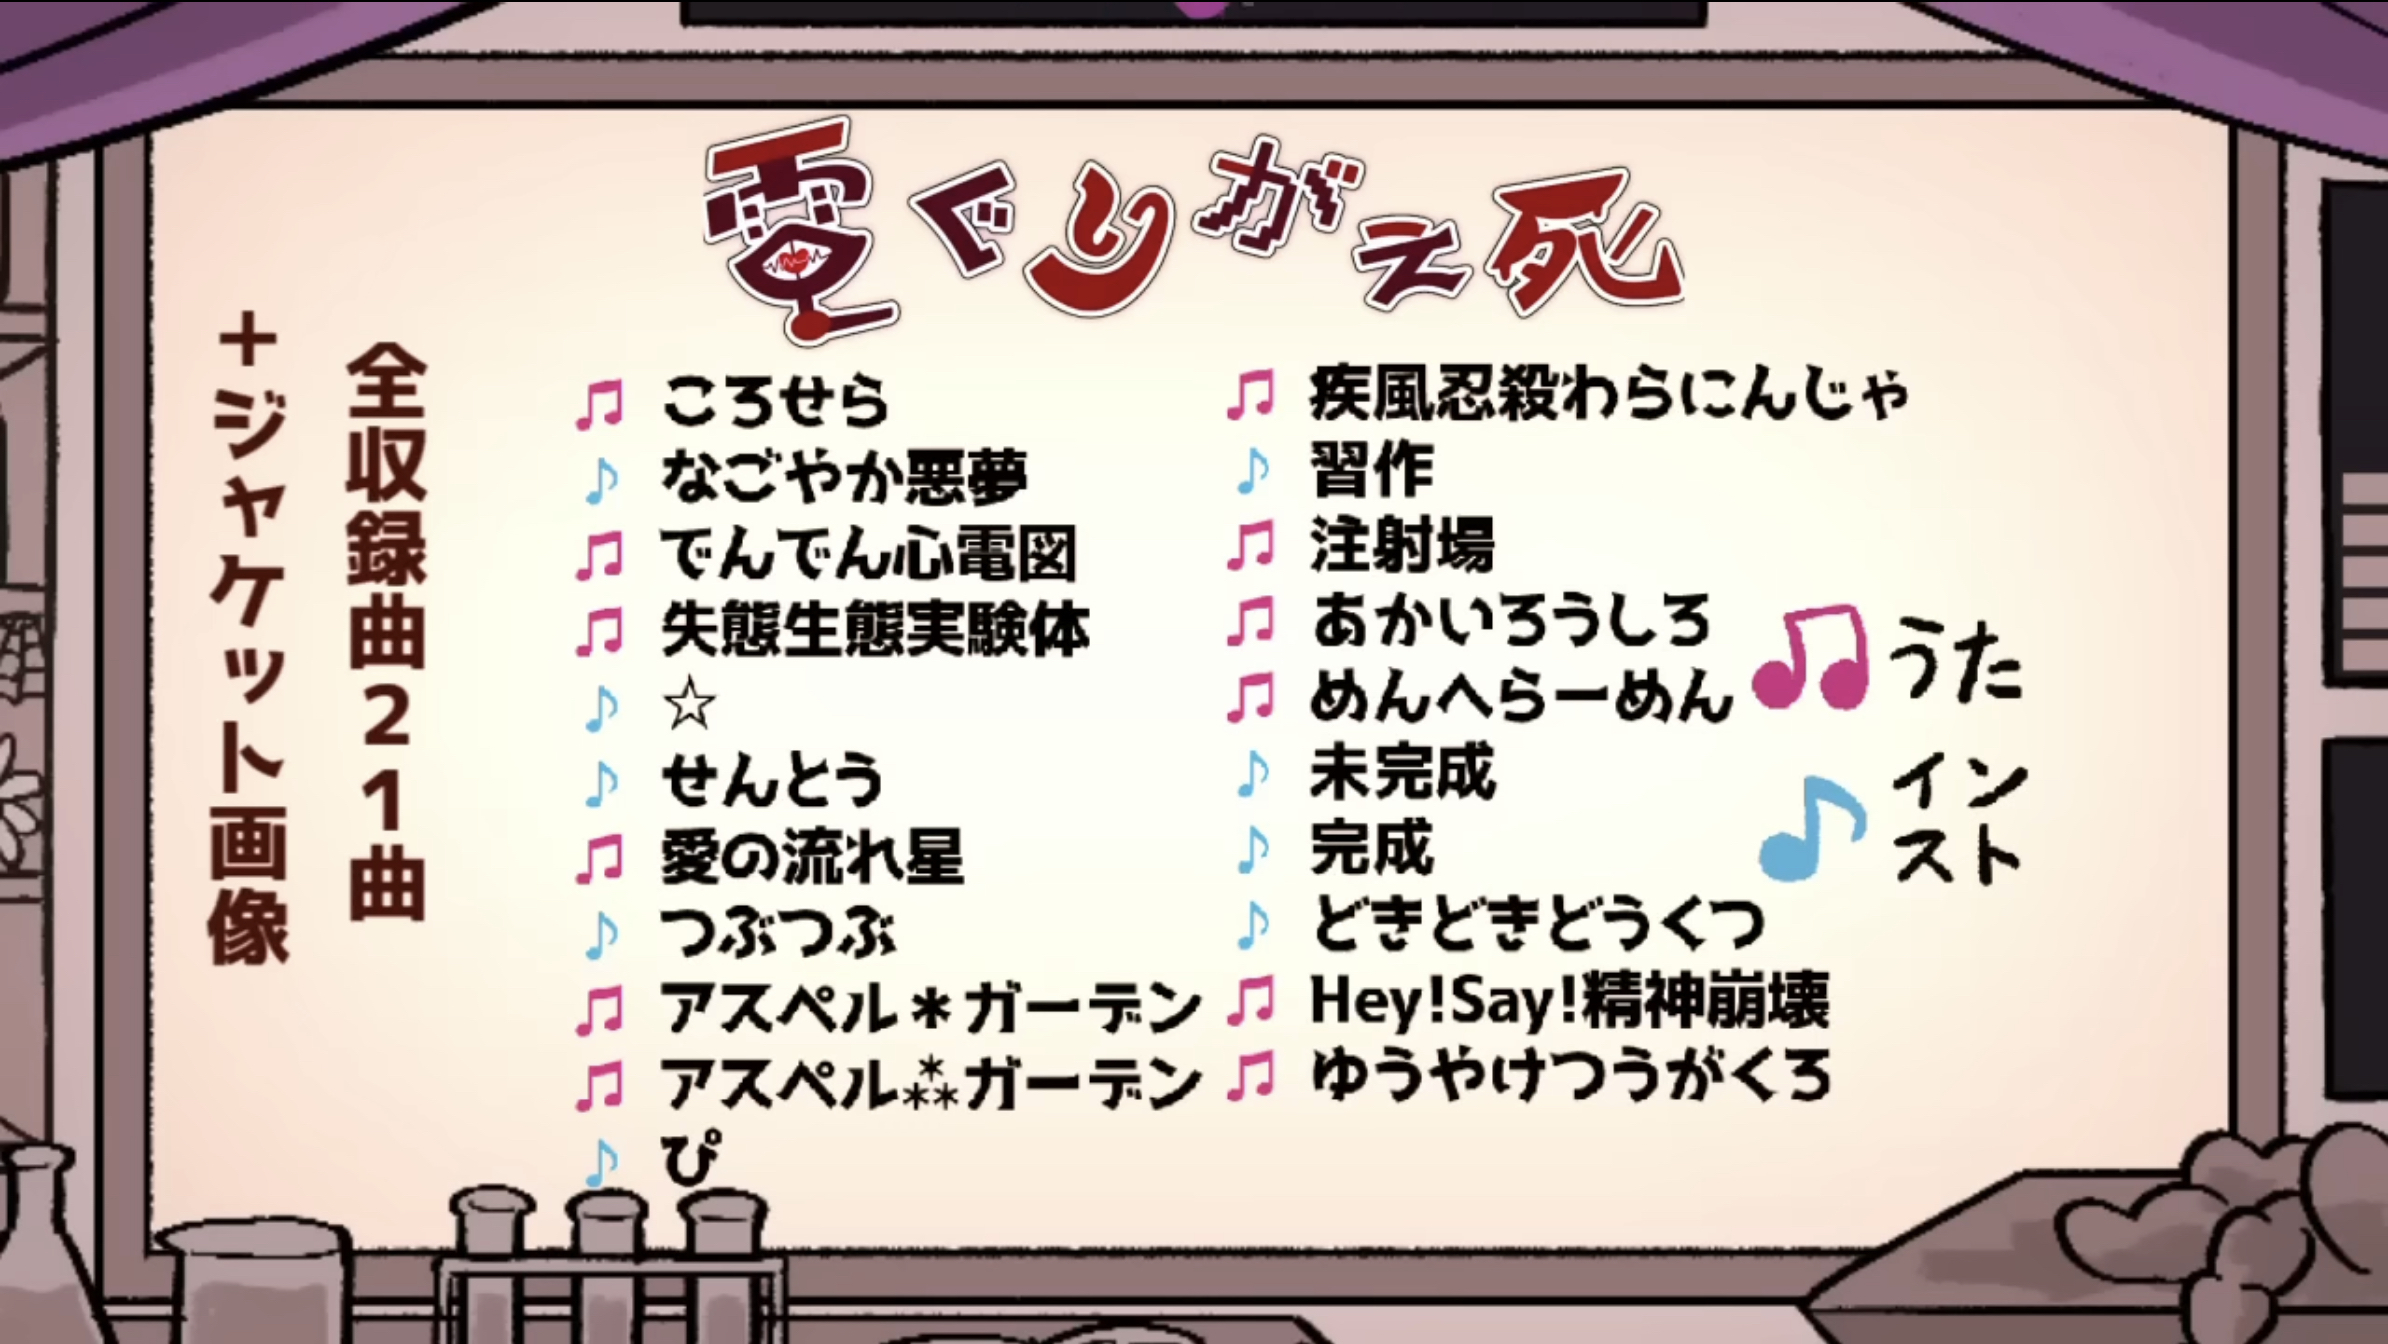 電ぐりがえ死
全収録曲21曲
＋ジャケット画像
♫ ころせら
♪ なごやか悪夢
♫ でんでん心電図
♫ 失態生態実験体
♪ ☆
♪ せんとう
♫ 愛の流れ星
♪ つぶつぶ
♫ アスペル＊ガーデン
♫ アスペル⁂ガーデン
♪ ぴ
♫ 疾風忍殺わらにんじゃ
♪ 習作
♫ 注射場
♫ あかいろうしろ
♫ めんへらーめん
♪ 未完成
♪ 完成
♪ どきどきどうくつ
♫ Hey!Say!精神崩壊
♫ ゆうやけつうがくろ
♫ うた
♪ イン
スト